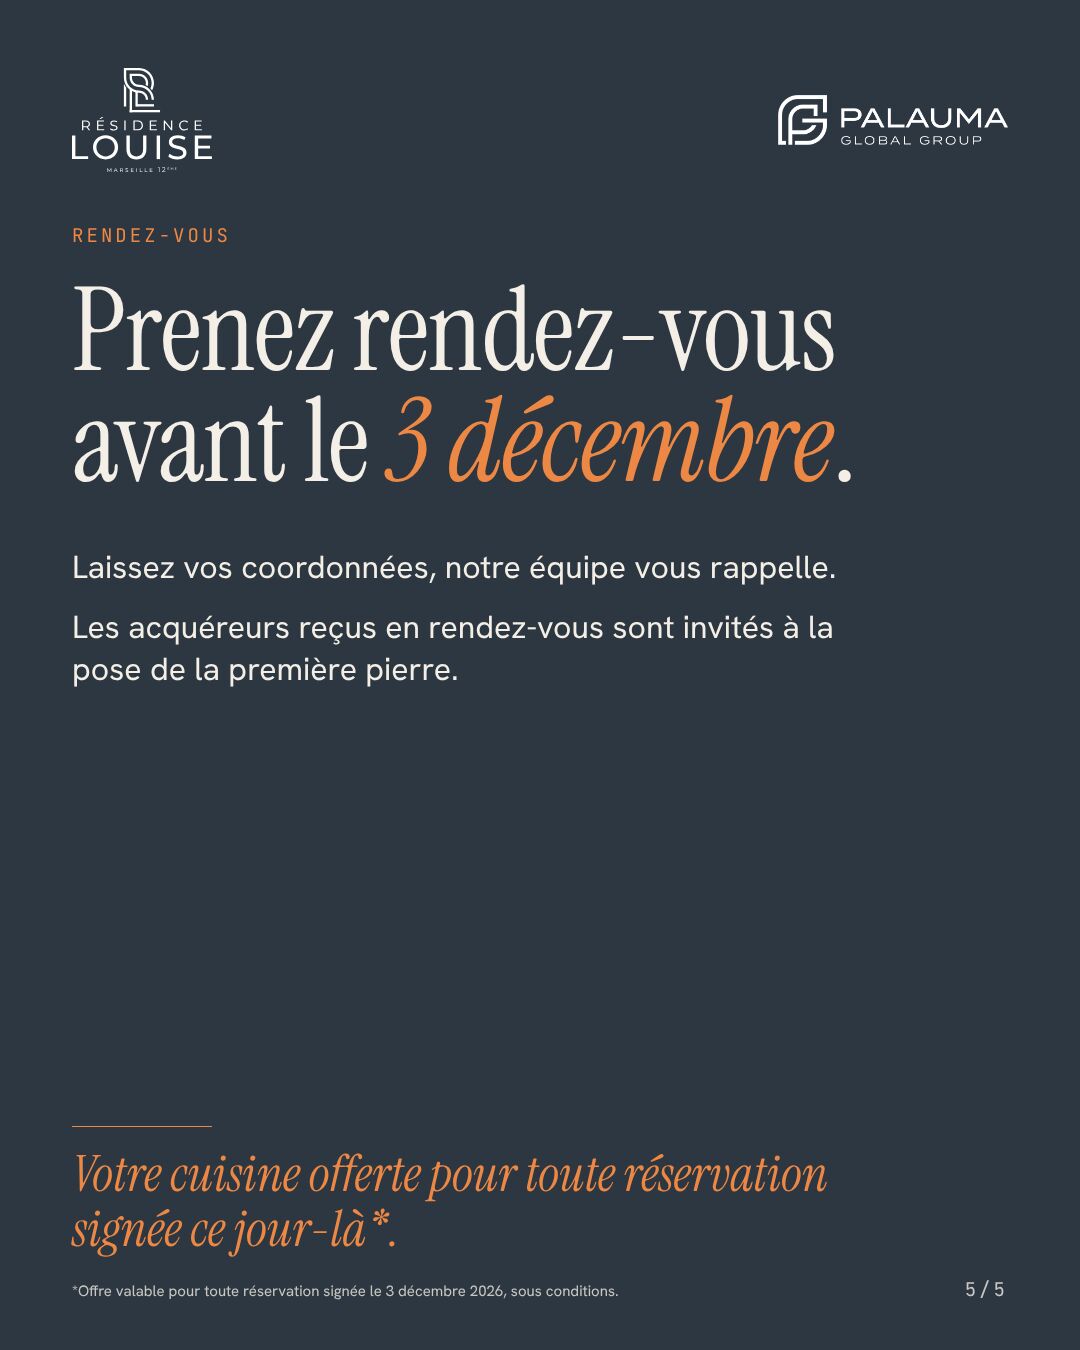 RÉSIDENCE
LOUISE
MARSEILLE 12ÈME
PALAUMA
GLOBAL GROUP
RENDEZ-VOUS
Prenez rendez-vous
avant le 3 décembre.
Laissez vos coordonnées, notre équipe vous rappelle.
Les acquéreurs reçus en rendez-vous sont invités à la
pose de la première pierre.
Votre cuisine offerte pour toute réservation
signée ce jour-là*.
*Offre valable pour toute réservation signée le 3 décembre 2026, sous conditions.
5 / 5